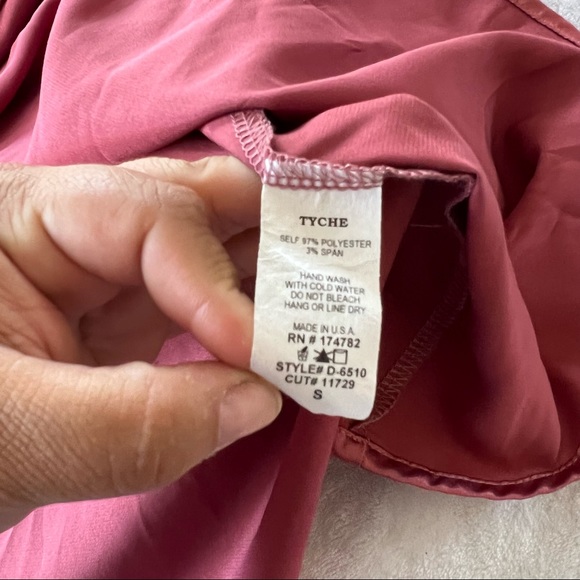 TYCHE
SELF 97% POLYESTER
3% SPAN
HAND WASH
WITH COLD WATER
DO NOT BLEACH
HANG OR LINE DRY
MADE IN U.S.A.
RN # 174782
STYLE# D-6510
CUT# 11729
S